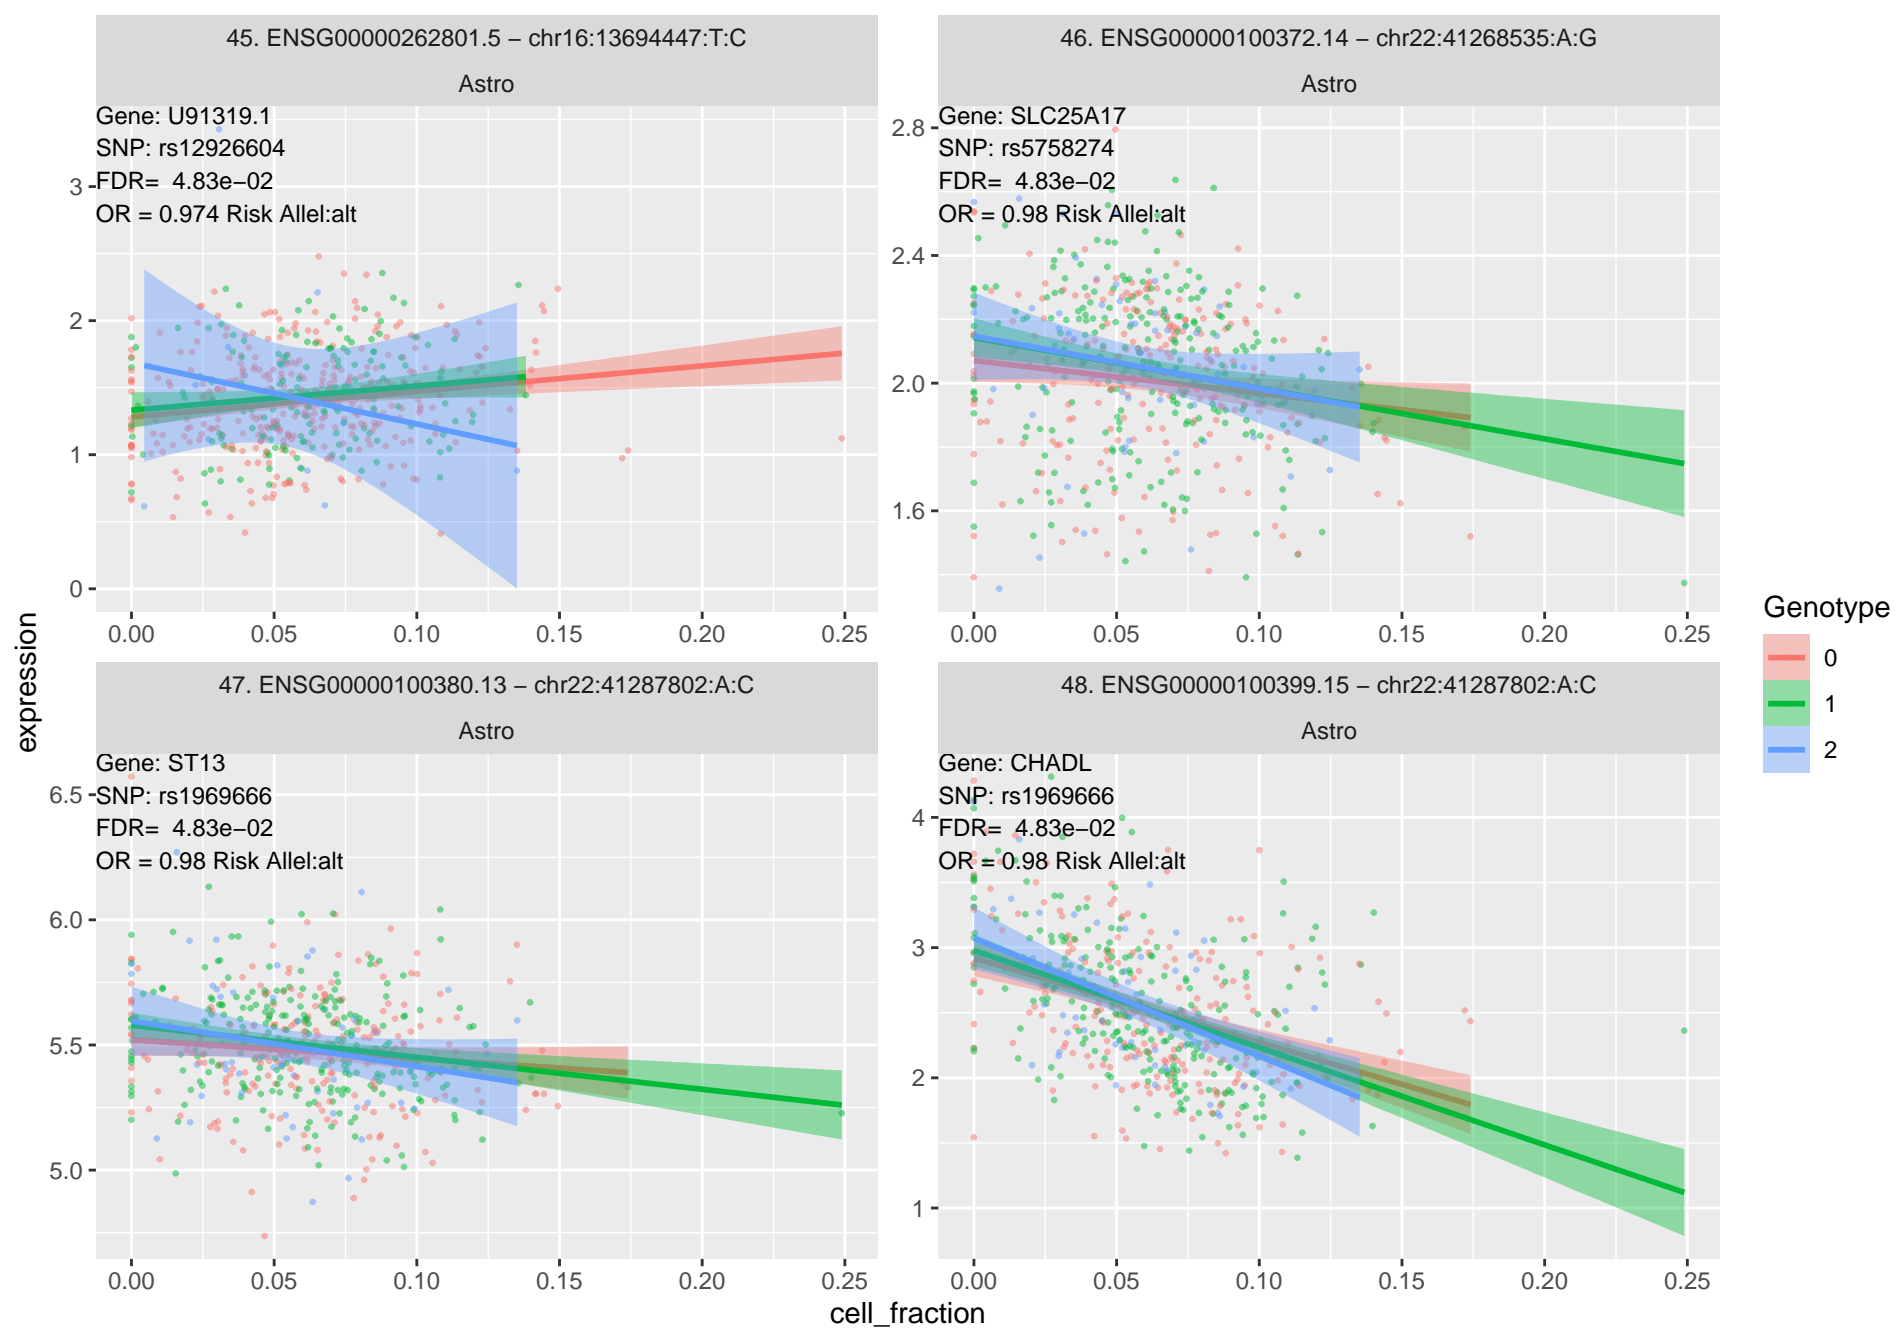 45. ENSG00000262801.5 − chr16:13694447:T:C
Astro
Gene: U91319.1
SNP: rs12926604
FDR= 4.83e−02
OR = 0.974 Risk Allel:alt
3
2
1
0
0.00 0.05 0.10 0.15 0.20 0.25
46. ENSG00000100372.14 − chr22:41268535:A:G
Astro
Gene: SLC25A17
SNP: rs5758274
FDR= 4.83e−02
OR = 0.98 Risk Allel:alt
2.8
2.4
2.0
1.6
0.00 0.05 0.10 0.15 0.20 0.25
47. ENSG00000100380.13 − chr22:41287802:A:C
Astro
Gene: ST13
SNP: rs1969666
FDR= 4.83e−02
OR = 0.98 Risk Allel:alt
6.5
6.0
5.5
5.0
0.00 0.05 0.10 0.15 0.20 0.25
48. ENSG00000100399.15 − chr22:41287802:A:C
Astro
Gene: CHADL
SNP: rs1969666
FDR= 4.83e−02
OR = 0.98 Risk Allel:alt
4
3
2
1
0.00 0.05 0.10 0.15 0.20 0.25
expression
cell_fraction
Genotype
0
1
2